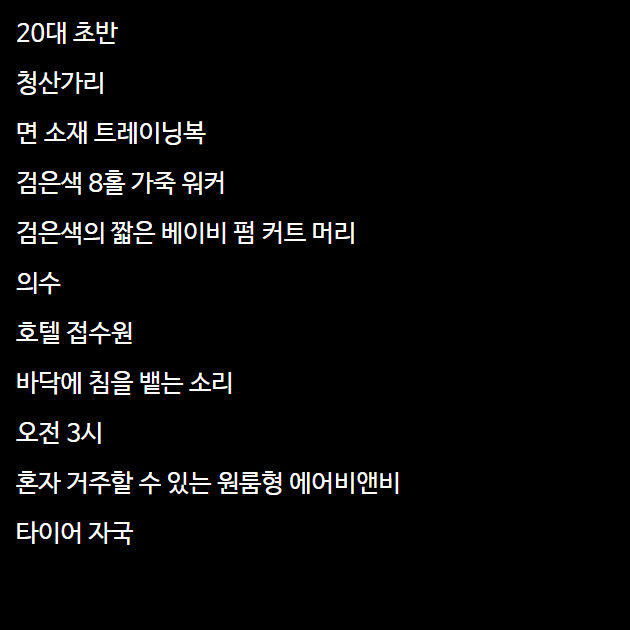 20대 초반
청산가리
면 소재 트레이닝복
검은색 8홀 가죽 워커
검은색의 짧은 베이비 펌 커트 머리
의수
호텔 접수원
바닥에 침을 뱉는 소리
오전 3시
혼자 거주할 수 있는 원룸형 에어비앤비
타이어 자국